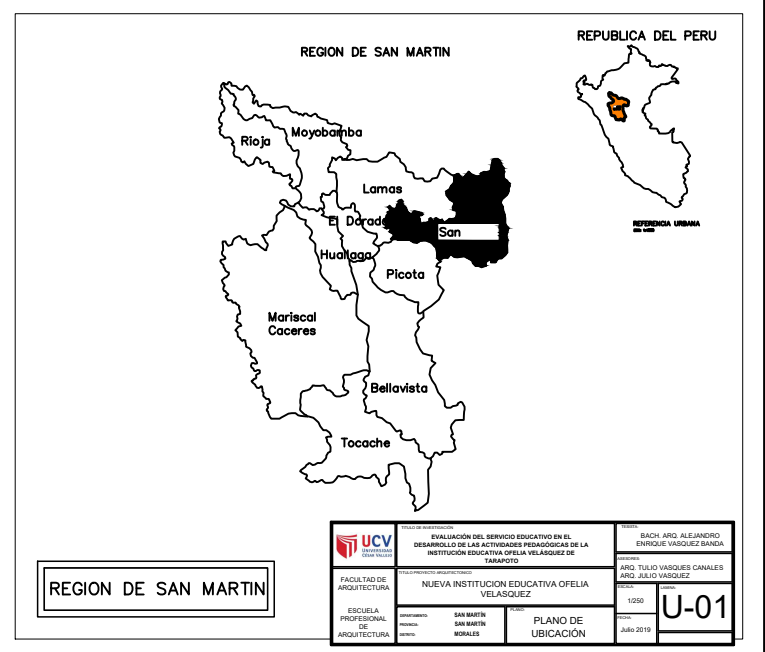 REPUBLICA DEL PERU
REGION DE SAN MARTIN
Rioja
Moyobamba
Lamas
El Dorado
San
Huallaga
Picota
REFERENCIA URBANA
Mariscal
Caceres
Bellavista
Tocache
REGION DE SAN MARTIN
UCV
UNIVERSIDAD
CÉSAR VALLEJO
FACULTAD DE
ARQUITECTURA
ESCUELA
PROFESIONAL
DE
ARQUITECTURA
TITULO DE INVESTIGACIÓN
EVALUACIÓN DEL SERVICIO EDUCATIVO EN EL
DESARROLLO DE LAS ACTIVIDADES PEDAGÓGICAS DE LA
INSTITUCIÓN EDUCATIVA OFELIA VELÁSQUEZ DE
TARAPOTO
TITULO PROYECTO ARQUITECTONICO
NUEVA INSTITUCION EDUCATIVA OFELIA
VELASQUEZ
DEPARTAMENTO: SAN MARTÍN
PROVINCIA: SAN MARTÍN
DISTRITO: MORALES
PLANO:
PLANO DE
UBICACIÓN
TESISTA:
BACH. ARQ. ALEJANDRO
ENRIQUE VASQUEZ BANDA
ASESORES:
ARQ. TULIO VASQUES CANALES
ARQ. JULIO VASQUEZ
ESCALA:
1/250
FECHA:
Julio 2019
LAMINA:
U-01